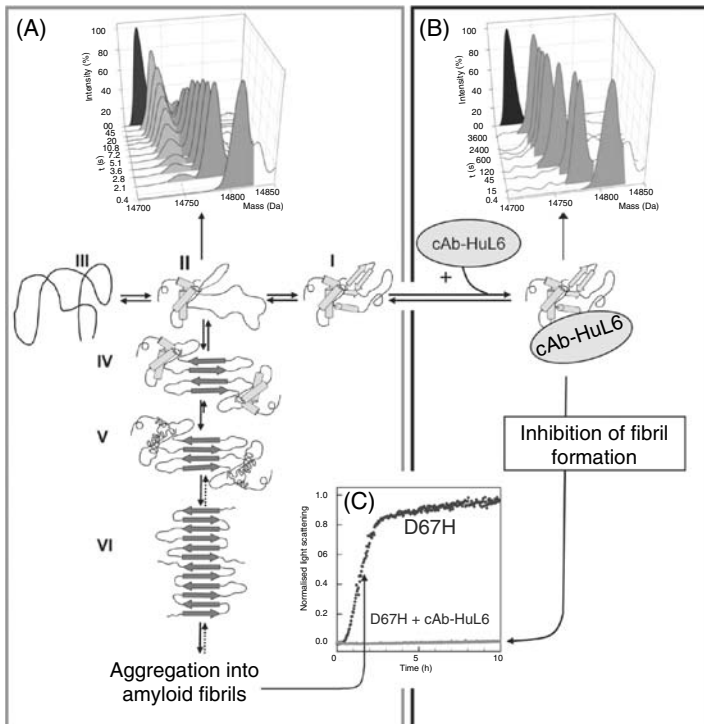 (A)
Intensity (%)
100
80
60
40
20
00
45
20
10.8
7.2
5.1
3.6
2.8
2.1
0.4
t (s)
14700
14750
14800
14850
Mass (Da)
(B)
Intensity (%)
100
80
60
40
20
00
3600
2400
600
120
45
15
0.4
t (s)
14700
14750
14800
14850
Mass (Da)
III
II
I
cAb-HuL6
+
cAb-HuL6
IV
V
VI
Inhibition of fibril
formation
(C)
Normalised light scattering
1.0
0.8
06
0.4
0.2
0.0
D67H
D67H + cAb-HuL6
0
5
10
Time (h)
Aggregation into
amyloid fibrils